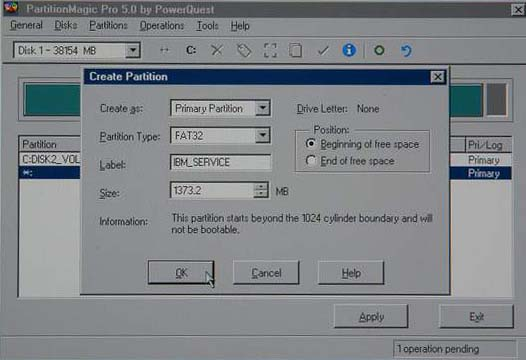 PartitionMagic Pro 5.0 by PowerQuest
General Disks Partitions Operations Tools Help
Disk 1 - 38154 MB
C:
Create Partition
Create as: Primary Partition Drive Letter: None
Partition Type: FAT32 Position:
Beginning of free space
End of free space
Label: IBM_SERVICE
Size: 1373.2 MB
Information: This partition starts beyond the 1024 cylinder boundary and will
not be bootable.
OK Cancel Help
Partition Pri/Log
C:DISK2_VOL Primary
*: Primary
Apply Exit
1 operation pending